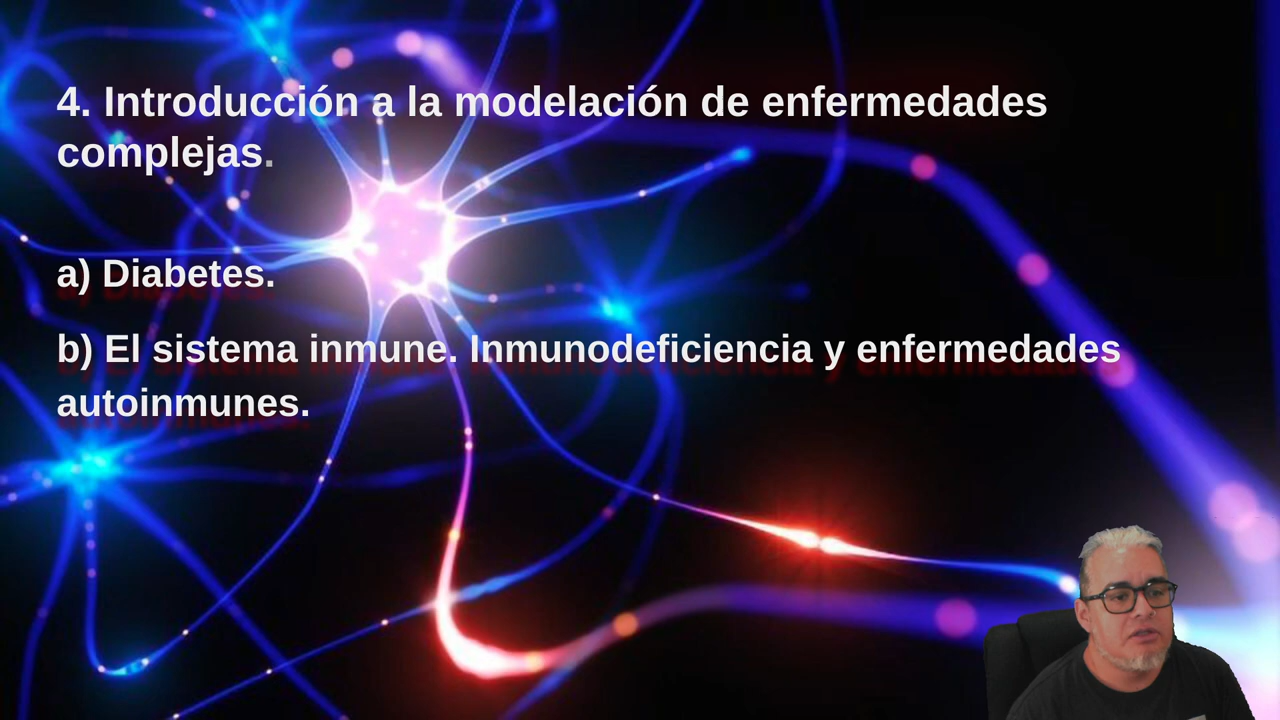 4. Introducción a la modelación de enfermedades
complejas.
a) Diabetes.
b) El sistema inmune. Inmunodeficiencia y enfermedades
autoinmunes.